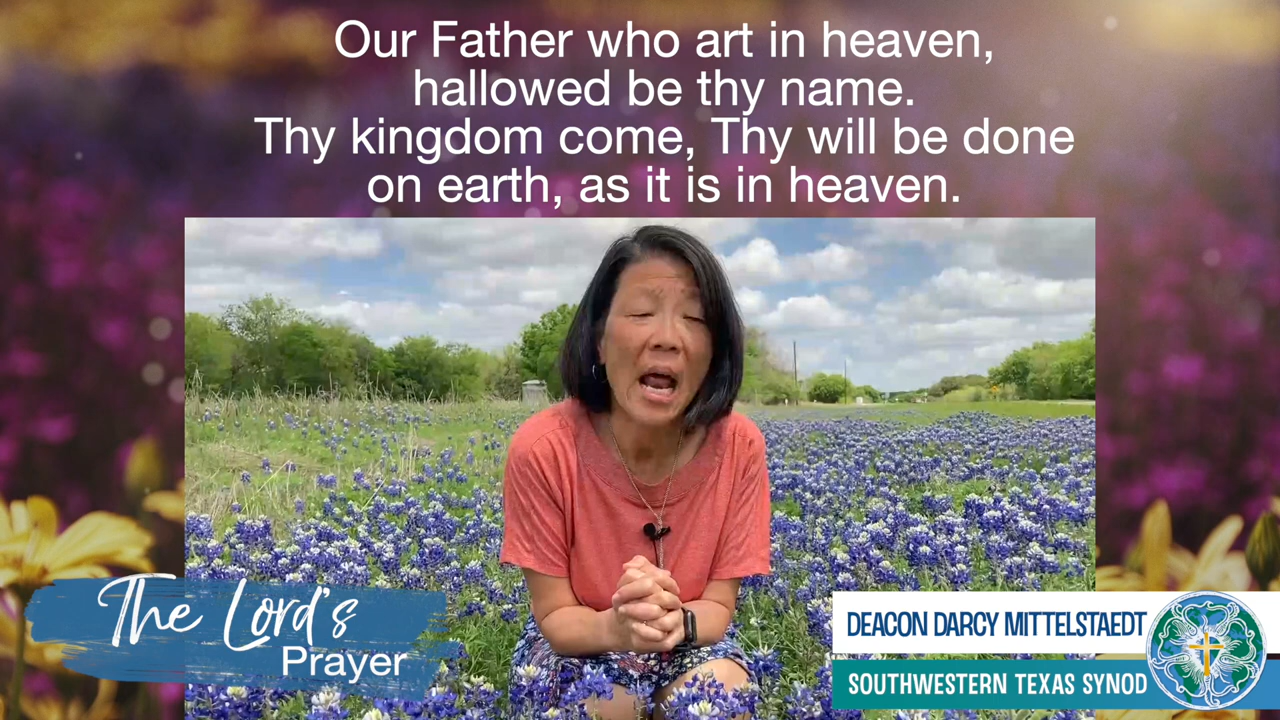 Our Father who art in heaven,
hallowed be thy name.
Thy kingdom come, Thy will be done
on earth, as it is in heaven.
The Lord's
Prayer
DEACON DARCY MITTELSTAEDT
SOUTHWESTERN TEXAS SYNOD